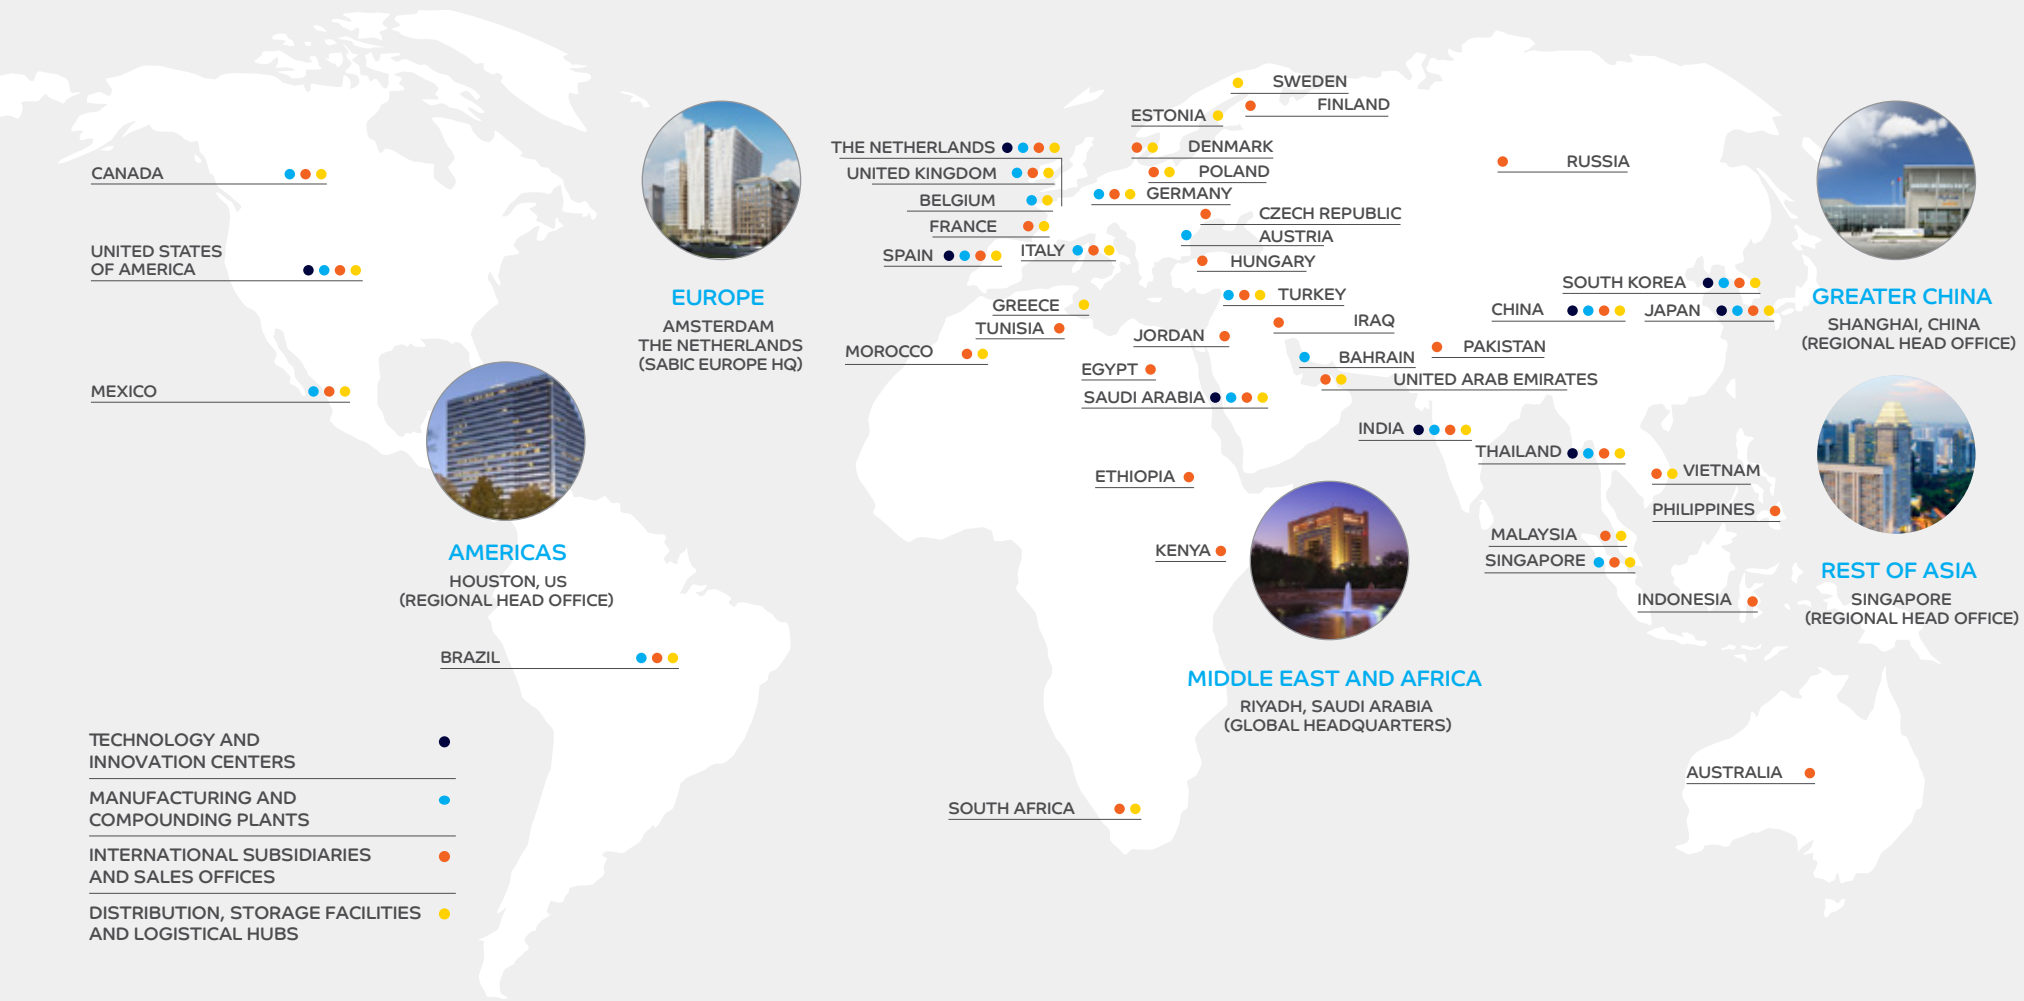 CANADA
UNITED STATES
OF AMERICA
MEXICO
AMERICAS
HOUSTON, US
(REGIONAL HEAD OFFICE)
BRAZIL
EUROPE
AMSTERDAM
THE NETHERLANDS
(SABIC EUROPE HQ)
SWEDEN
FINLAND
ESTONIA
THE NETHERLANDS
DENMARK
UNITED KINGDOM
POLAND
BELGIUM
GERMANY
FRANCE
CZECH REPUBLIC
AUSTRIA
SPAIN
ITALY
HUNGARY
RUSSIA
GREECE
TURKEY
TUNISIA
IRAQ
MOROCCO
JORDAN
BAHRAIN
PAKISTAN
EGYPT
UNITED ARAB EMIRATES
SAUDI ARABIA
INDIA
SOUTH KOREA
CHINA
JAPAN
GREATER CHINA
SHANGHAI, CHINA
(REGIONAL HEAD OFFICE)
THAILAND
VIETNAM
PHILIPPINES
MALAYSIA
SINGAPORE
INDONESIA
REST OF ASIA
SINGAPORE
(REGIONAL HEAD OFFICE)
ETHIOPIA
KENYA
MIDDLE EAST AND AFRICA
RIYADH, SAUDI ARABIA
(GLOBAL HEADQUARTERS)
SOUTH AFRICA
AUSTRALIA
TECHNOLOGY AND
INNOVATION CENTERS
MANUFACTURING AND
COMPOUNDING PLANTS
INTERNATIONAL SUBSIDIARIES
AND SALES OFFICES
DISTRIBUTION, STORAGE FACILITIES
AND LOGISTICAL HUBS